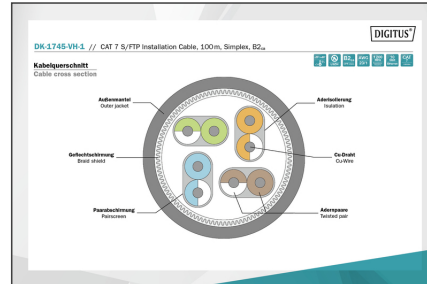 DIGITUS®
DK-1745-VH-1 // CAT 7 S/FTP Installation Cable, 100m, Simplex, B2ca
Kabelquerschnitt
Cable cross section
Außenmantel
Outer jacket
Aderisolierung
Insulation
Geflechtschirmung
Braid shield
Cu-Draht
Cu-Wire
Paarabschirmung
Pairscreen
Adernpaare
Twisted pair